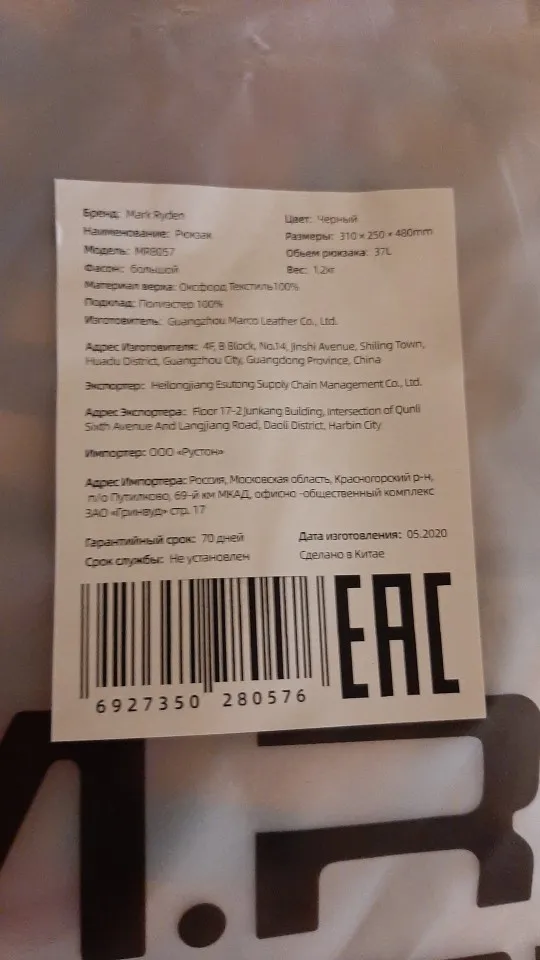 Бренд: Mark Ryden
Цвет: Черный
Наименование: Рюкзак
Размеры: 310 × 250 × 480mm
Модель: MR8057
Объем рюкзака: 37L
Фасон: большой
Вес: 1,2кг
Материал верха: Оксфорд Текстиль 100%
Подклад: Полиэстер 100%
Изготовитель: Guangzhou Marco Leather Co., Ltd.
Адрес Изготовителя: 4F, B Block, No.14, Jinshi Avenue, Shiling Town,
Huadu District, Guangzhou City, Guangdong Province, China
Экспортер: Heilongjiang Esutong Supply Chain Management Co., Ltd.
Адрес Экспортера: Floor 17-2 Junkang Building, Intersection of Qunli
Sixth Avenue And Langjiang Road, Daoli District, Harbin City
Импортер: ООО «Рустон»
Адрес Импортера: Россия, Московская область, Красногорский р-н,
п/о Путилково, 69-й км МКАД, офисно -общественный комплекс
ЗАО «Гринвуд» стр. 17
Гарантийный срок: 70 дней
Дата изготовления: 05.2020
Срок службы: Не установлен
Сделано в Китае
6927350 280576
EAC
.R